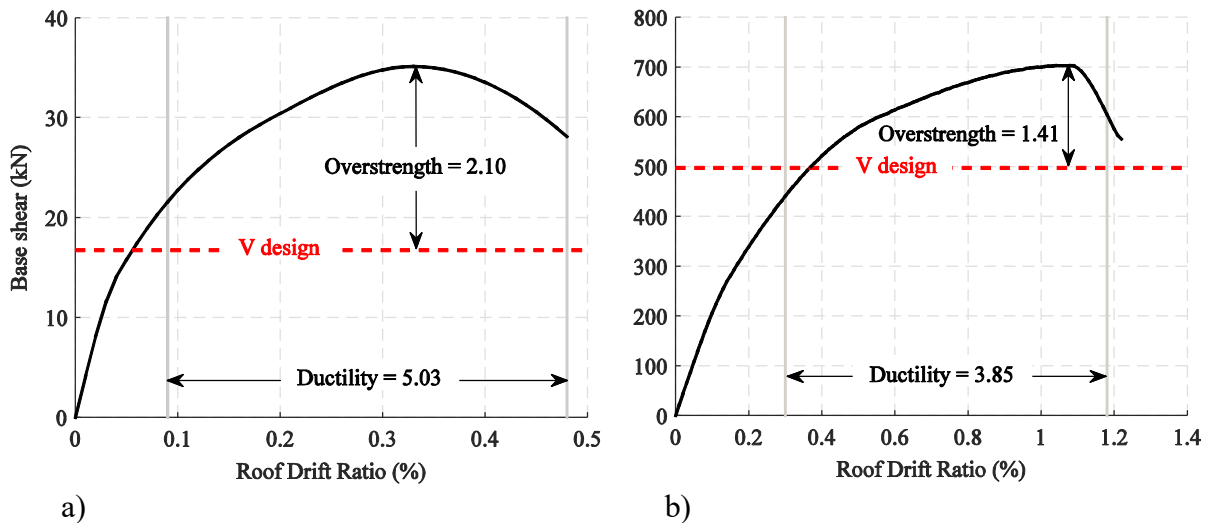 40
30
20
10
0
Base shear (kN)
Overstrength = 2.10
V design
Ductility = 5.03
0 0.1 0.2 0.3 0.4 0.5
Roof Drift Ratio (%)
a)
800
700
600
500
400
300
200
100
0
Overstrength = 1.41
V design
Ductility = 3.85
0 0.2 0.4 0.6 0.8 1 1.2 1.4
Roof Drift Ratio (%)
b)